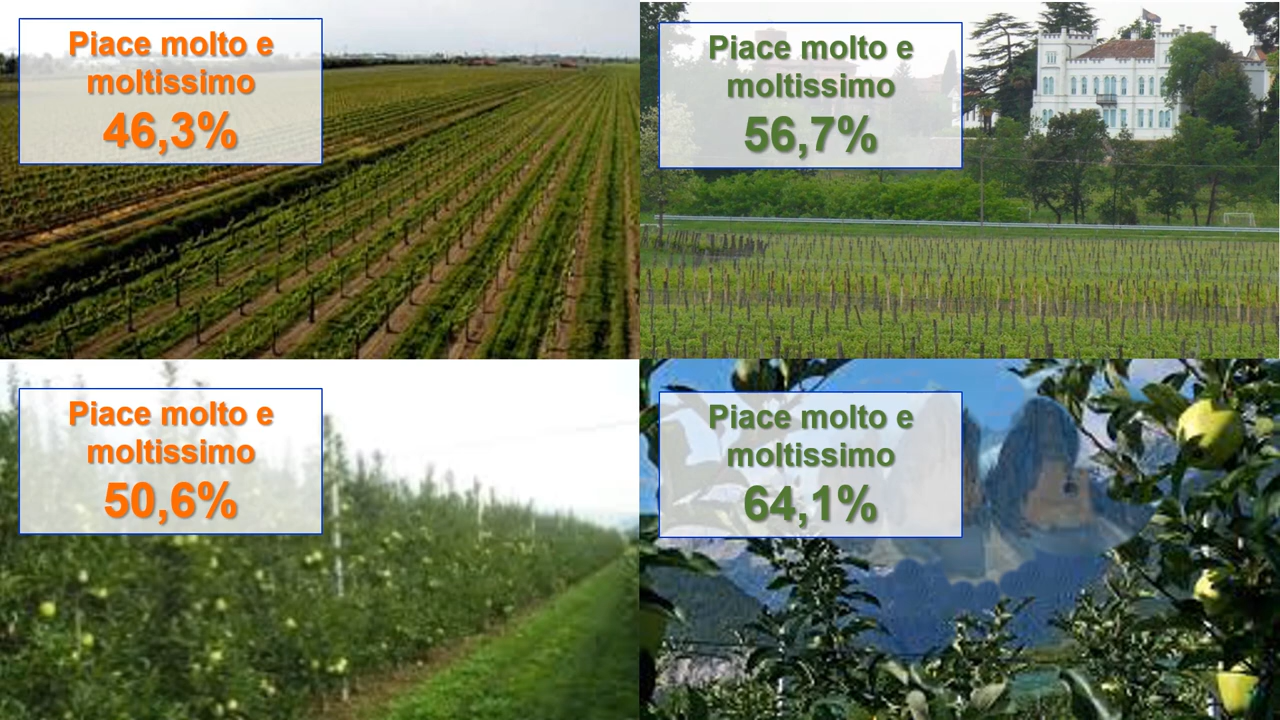 Piace molto e
moltissimo
46,3%
Piace molto e
moltissimo
56,7%
Piace molto e
moltissimo
50,6%
Piace molto e
moltissimo
64,1%